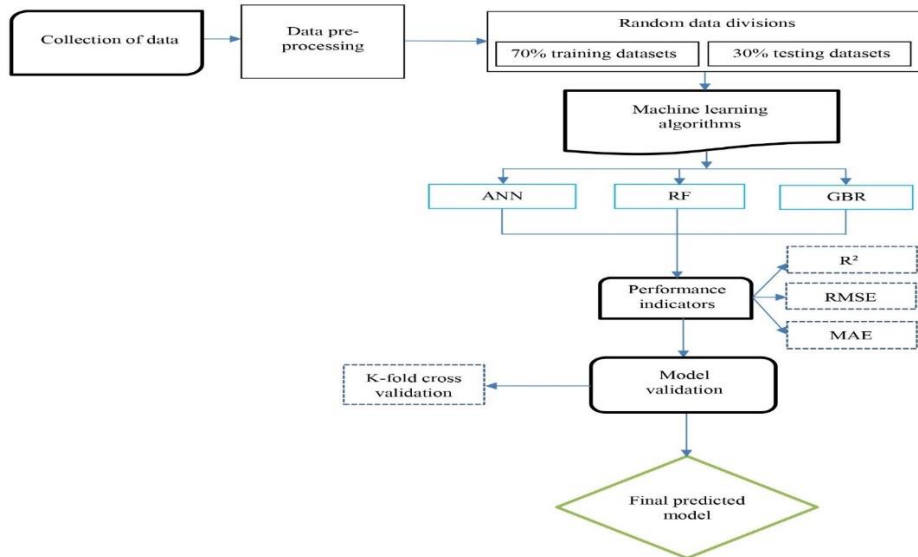 Collection of data
Data pre-
processing
Random data divisions
70% training datasets
30% testing datasets
Machine learning
algorithms
ANN
RF
GBR
Performance
indicators
R²
RMSE
MAE
K-fold cross
validation
Model
validation
Final predicted
model